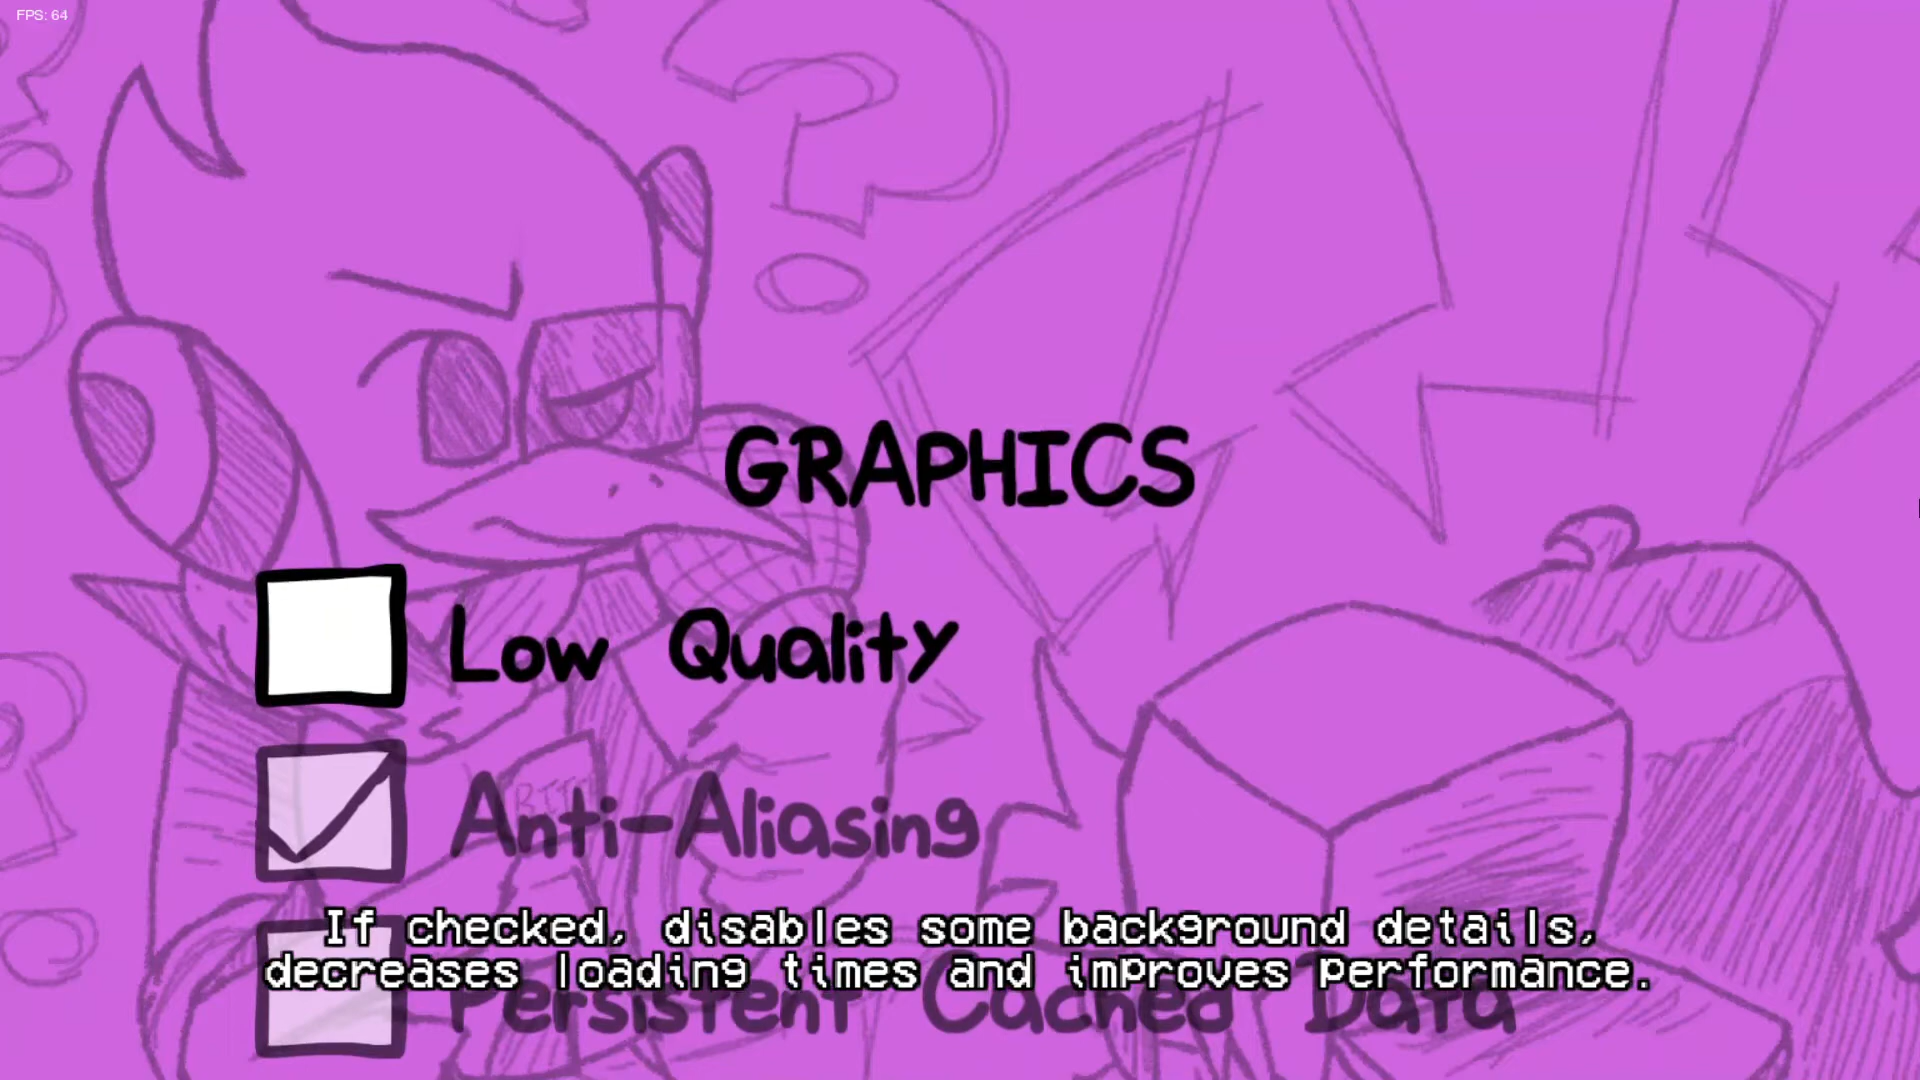 FPS: 64
GRAPHICS
Low Quality
Anti-Aliasing
If checked, disables some background details,
decreases loading times and improves performance.
Persistent Cached Data